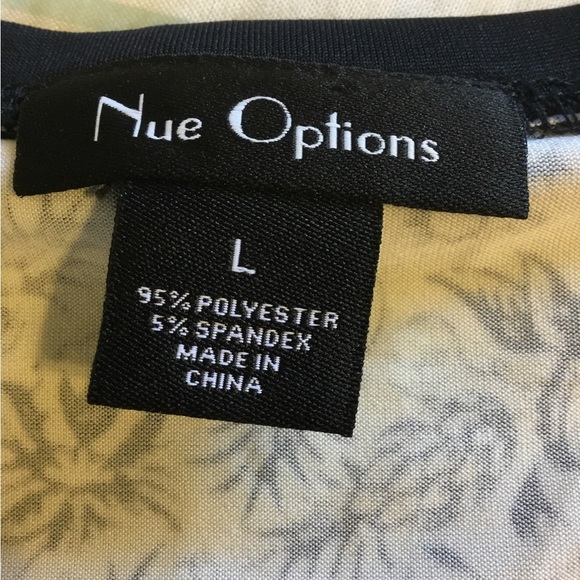 Nue Options
L
95% POLYESTER
5% SPANDEX
MADE IN
CHINA